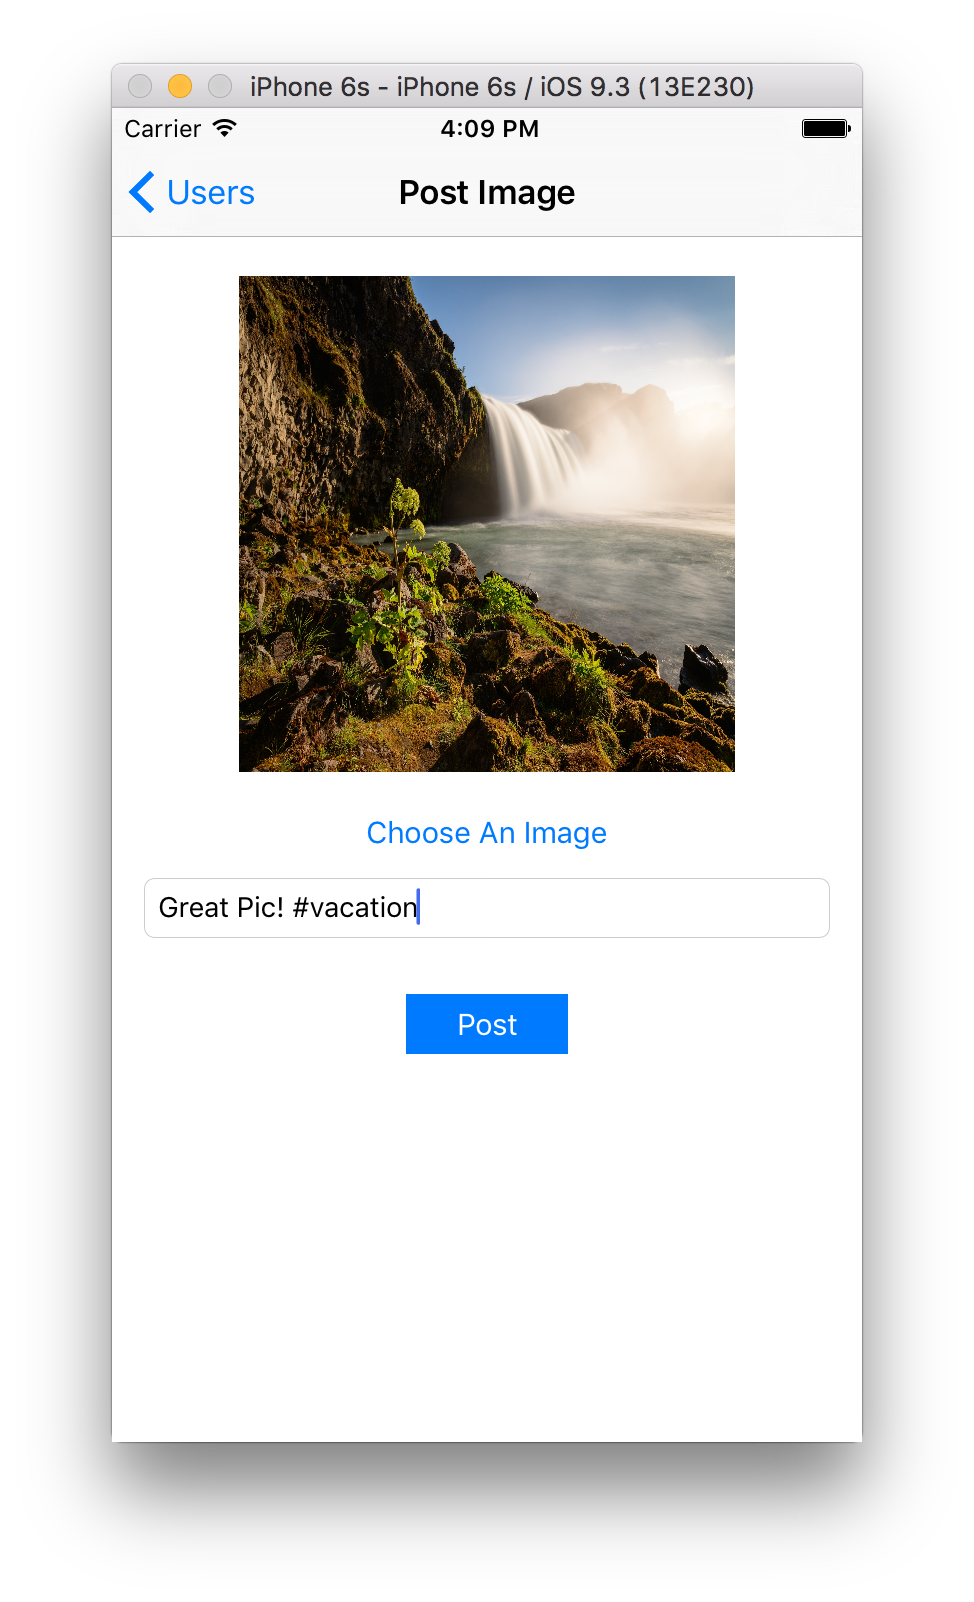 iPhone 6s - iPhone 6s / iOS 9.3 (13E230)
Carrier 4:09 PM
Users Post Image
Choose An Image
Great Pic! #vacation
Post